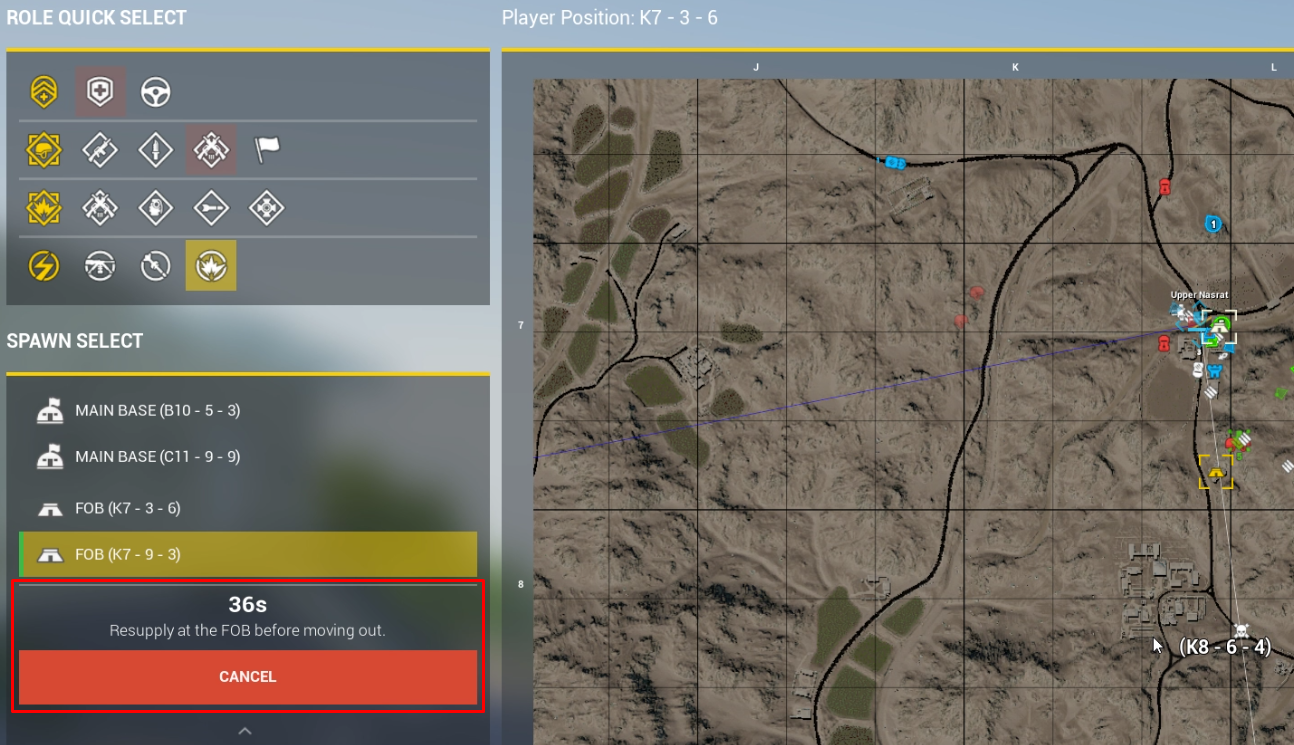 ROLE QUICK SELECT
Player Position: K7 - 3 - 6
J K L
Upper Nasrat
7
1
3
SPAWN SELECT
MAIN BASE (B10 - 5 - 3)
MAIN BASE (C11 - 9 - 9)
FOB (K7 - 3 - 6)
FOB (K7 - 9 - 3)
8
36s
Resupply at the FOB before moving out.
CANCEL
(K8 - 6 - 4)